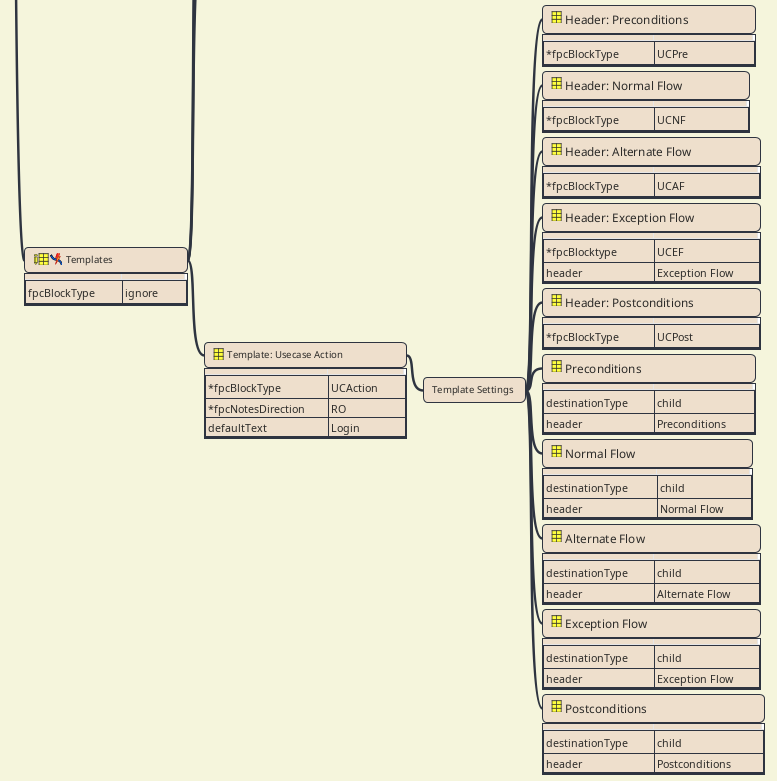 Templates
fpcBlockType ignore
Template: Usecase Action
*fpcBlockType UCAction
*fpcNotesDirection RO
defaultText Login
Template Settings
Header: Preconditions
*fpcBlockType UCPre
Header: Normal Flow
*fpcBlockType UCNF
Header: Alternate Flow
*fpcBlockType UCAF
Header: Exception Flow
*fpcBlocktype UCEF
header Exception Flow
Header: Postconditions
*fpcBlockType UCPost
Preconditions
destinationType child
header Preconditions
Normal Flow
destinationType child
header Normal Flow
Alternate Flow
destinationType child
header Alternate Flow
Exception Flow
destinationType child
header Exception Flow
Postconditions
destinationType child
header Postconditions